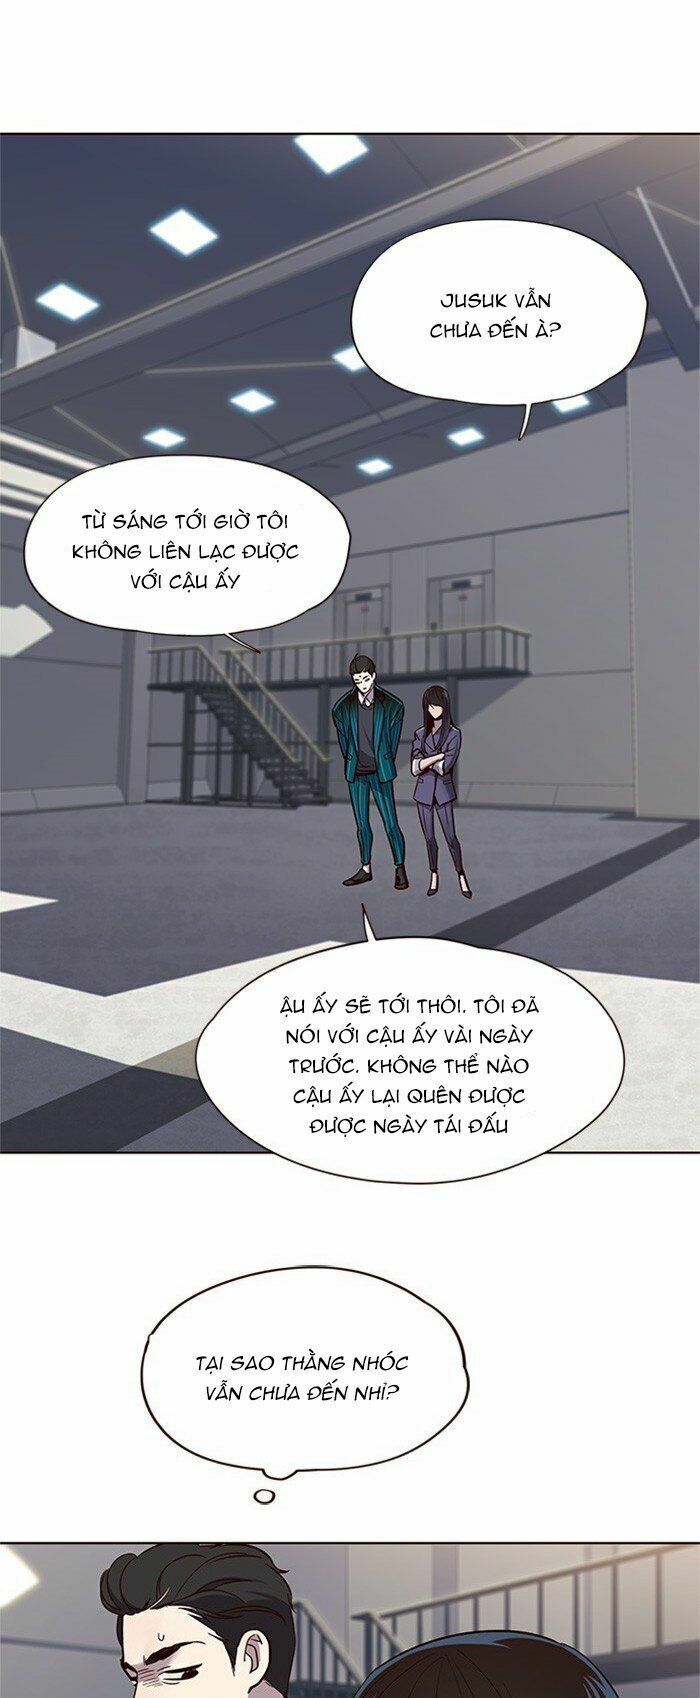 JUSUK VẪN
CHƯA ĐẾN À?
TỪ SÁNG TỚI GIỜ TÔI
KHÔNG LIÊN LẠC ĐƯỢC
VỚI CẬU ẤY
ẬU ẤY SẼ TỚI THÔI. TÔI ĐÃ
NÓI VỚI CẬU ẤY VÀI NGÀY
TRƯỚC. KHÔNG THỂ NÀO
CẬU ẤY LẠI QUÊN ĐƯỢC
ĐƯỢC NGÀY TÁI ĐẤU
TẠI SAO THẰNG NHÓC
VẪN CHƯA ĐẾN NHỈ?